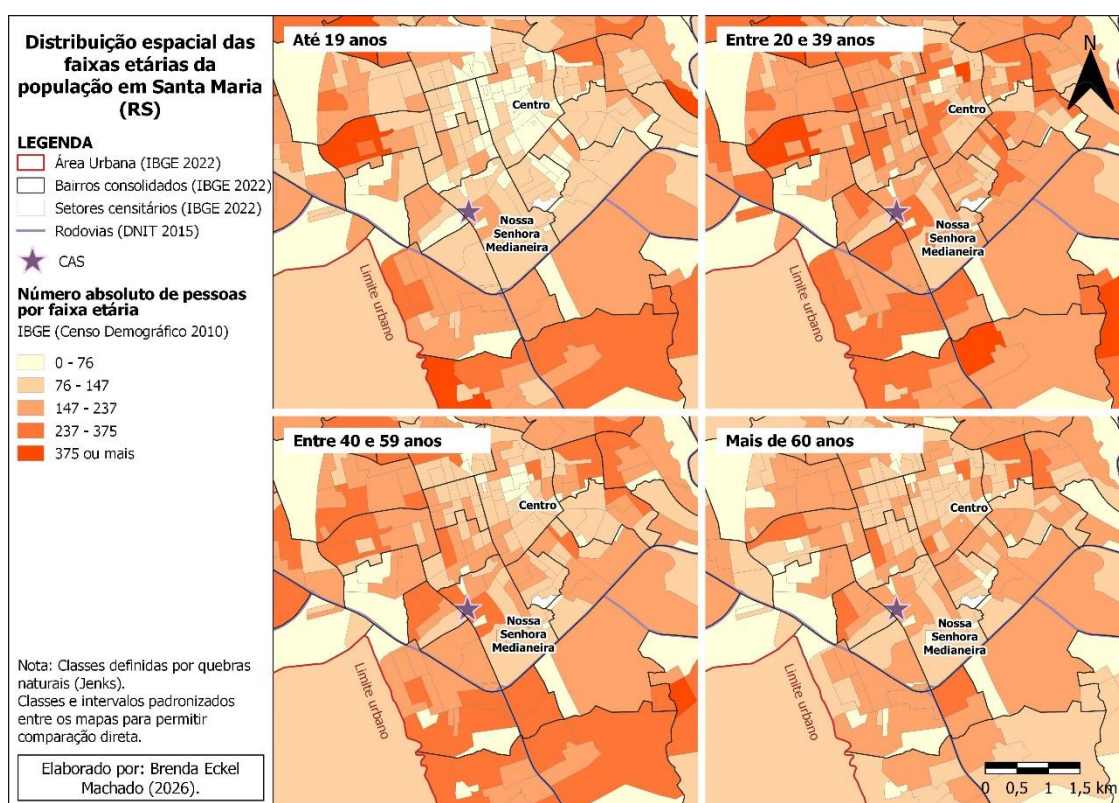 Distribuição espacial das
faixas etárias da
população em Santa Maria
(RS)
LEGENDA
Área Urbana (IBGE 2022)
Bairros consolidados (IBGE 2022)
Setores censitários (IBGE 2022)
Rodovias (DNIT 2015)
CAS
Número absoluto de pessoas
por faixa etária
IBGE (Censo Demográfico 2010)
0 - 76
76 - 147
147 - 237
237 - 375
375 ou mais
Nota: Classes definidas por quebras
naturais (Jenks).
Classes e intervalos padronizados
entre os mapas para permitir
comparação direta.
Elaborado por: Brenda Eckel
Machado (2026).
Até 19 anos
Centro
Nossa
Senhora
Medianeira
Limite urbano
Entre 20 e 39 anos
N
Centro
Nossa
Senhora
Medianeira
Limite urbano
Entre 40 e 59 anos
Centro
Nossa
Senhora
Medianeira
Limite urbano
Mais de 60 anos
Centro
Nossa
Senhora
Medianeira
Limite urbano
0 0,5 1 1,5 km